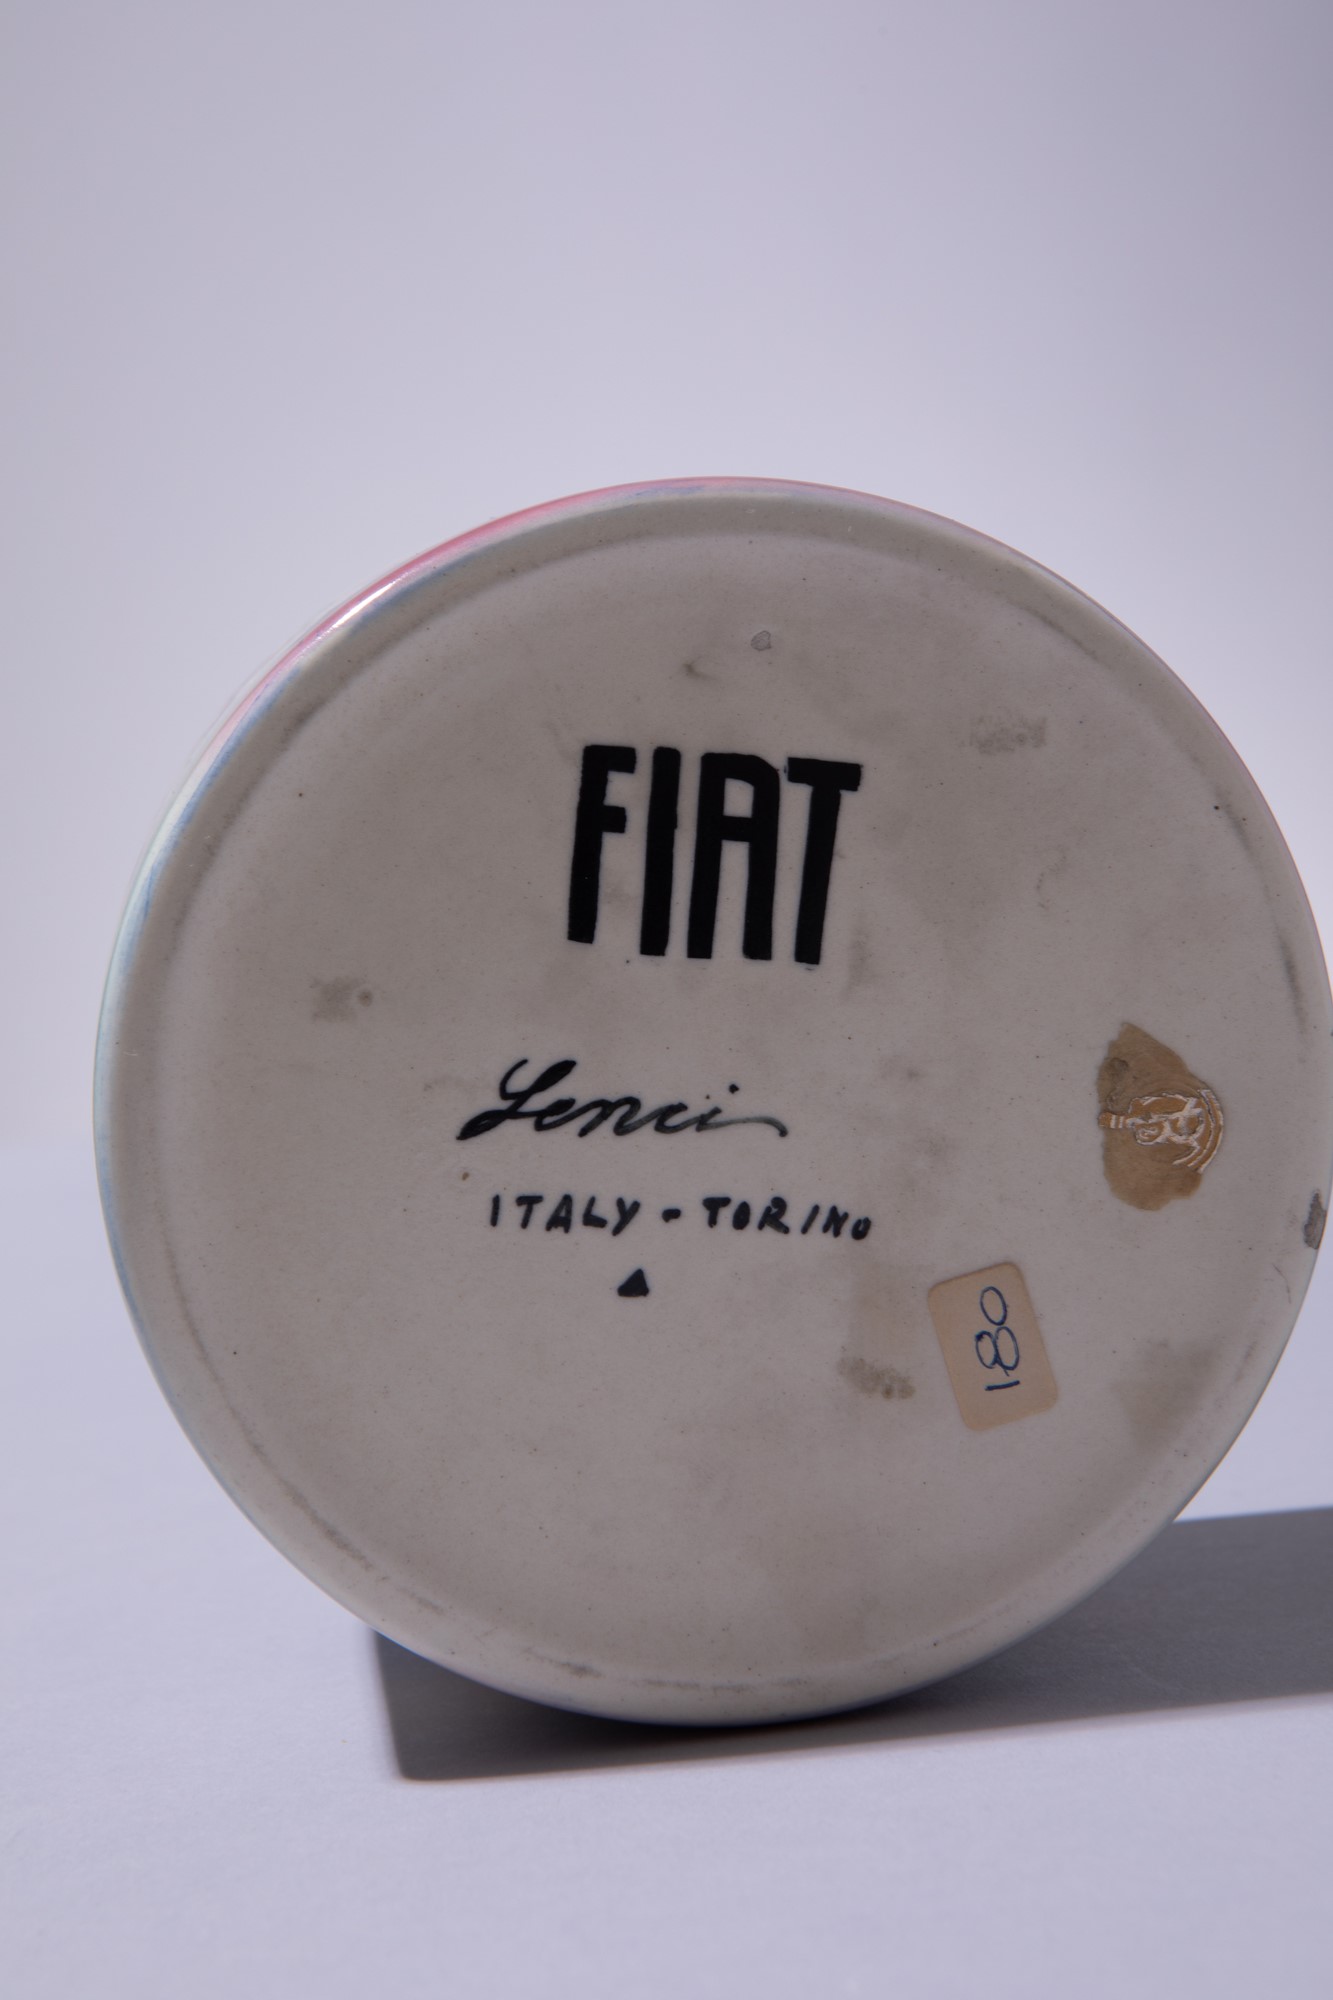 FIAT
Lenci
ITALY - TORINO
180